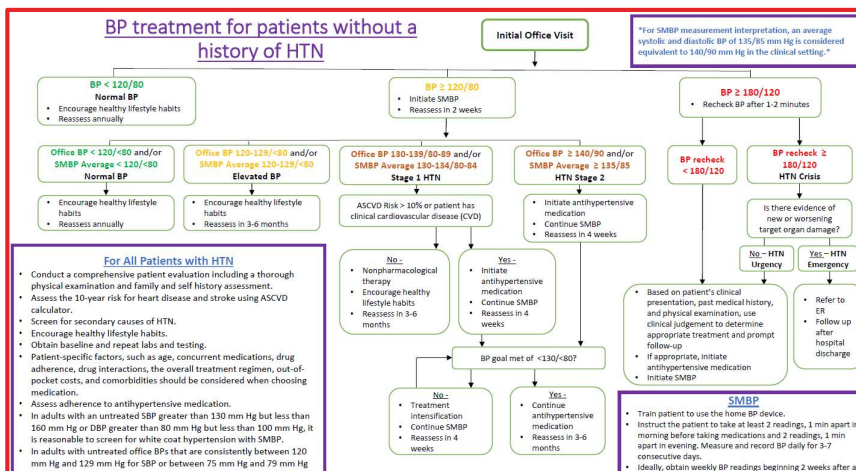 BP treatment for patients without a
history of HTN
Initial Office Visit
*For SMBP measurement interpretation, an average
systolic and diastolic BP of 135/85 mm Hg is considered
equivalent to 140/90 mm Hg in the clinical setting.*
BP < 120/80
Normal BP
• Encourage healthy lifestyle habits
• Reassess annually
BP ≥ 120/80
• Initiate SMBP
• Reassess in 2 weeks
BP ≥ 180/120
• Recheck BP after 1-2 minutes
Office BP < 120/<80 and/or
SMBP Average < 120/<80
Normal BP
• Encourage healthy lifestyle
habits
• Reassess annually
Office BP 120-129/<80 and/or
SMBP Average 120-129/<80
Elevated BP
• Encourage healthy lifestyle
habits
• Reassess in 3-6 months
Office BP 130-139/80-89 and/or
SMBP Average 130-134/80-84
Stage 1 HTN
ASCVD Risk > 10% or patient has
clinical cardiovascular disease (CVD)
No -
• Nonpharmacological
therapy
• Encourage healthy
lifestyle habits
• Reassess in 3-6
months
Yes -
• Initiate
antihypertensive
medication
• Continue SMBP
• Reassess in 4
weeks
Office BP ≥ 140/90 and/or
SMBP Average ≥ 135/85
HTN Stage 2
• Initiate antihypertensive
medication
• Continue SMBP
• Reassess in 4 weeks
BP goal met of <130/<80?
No -
• Treatment
intensification
• Continue SMBP
• Reassess in 4
weeks
Yes -
• Continue
antihypertensive
medication
• Reassess in 3-6
months
BP recheck
< 180/120
BP recheck ≥
180/120
HTN Crisis
Is there evidence of
new or worsening
target organ damage?
No – HTN
Urgency
Yes – HTN
Emergency
• Based on patient's clinical
presentation, past medical history,
and physical examination, use
clinical judgement to determine
appropriate treatment and prompt
follow-up
• If appropriate, initiate
antihypertensive medication
• Initiate SMBP
• Refer to
ER
• Follow up
after
hospital
discharge
For All Patients with HTN
• Conduct a comprehensive patient evaluation including a thorough
physical examination and family and self history assessment.
• Assess the 10-year risk for heart disease and stroke using ASCVD
calculator.
• Screen for secondary causes of HTN.
• Encourage healthy lifestyle habits.
• Obtain baseline and repeat labs and testing.
• Patient-specific factors, such as age, concurrent medications, drug
adherence, drug interactions, the overall treatment regimen, out-of-
pocket costs, and comorbidities should be considered when choosing
medication.
• Assess adherence to antihypertensive medication.
• In adults with an untreated SBP greater than 130 mm Hg but less than
160 mm Hg or DBP greater than 80 mm Hg but less than 100 mm Hg, it
is reasonable to screen for white coat hypertension with SMBP.
• In adults with untreated office BPs that are consistently between 120
mm Hg and 129 mm Hg for SBP or between 75 mm Hg and 79 mm Hg
SMBP
• Train patient to use the home BP device.
• Instruct the patient to take at least 2 readings, 1 min apart in
morning before taking medications and 2 readings, 1 min
apart in evening. Measure and record BP daily for 3-7
consecutive days.
• Ideally, obtain weekly BP readings beginning 2 weeks after a